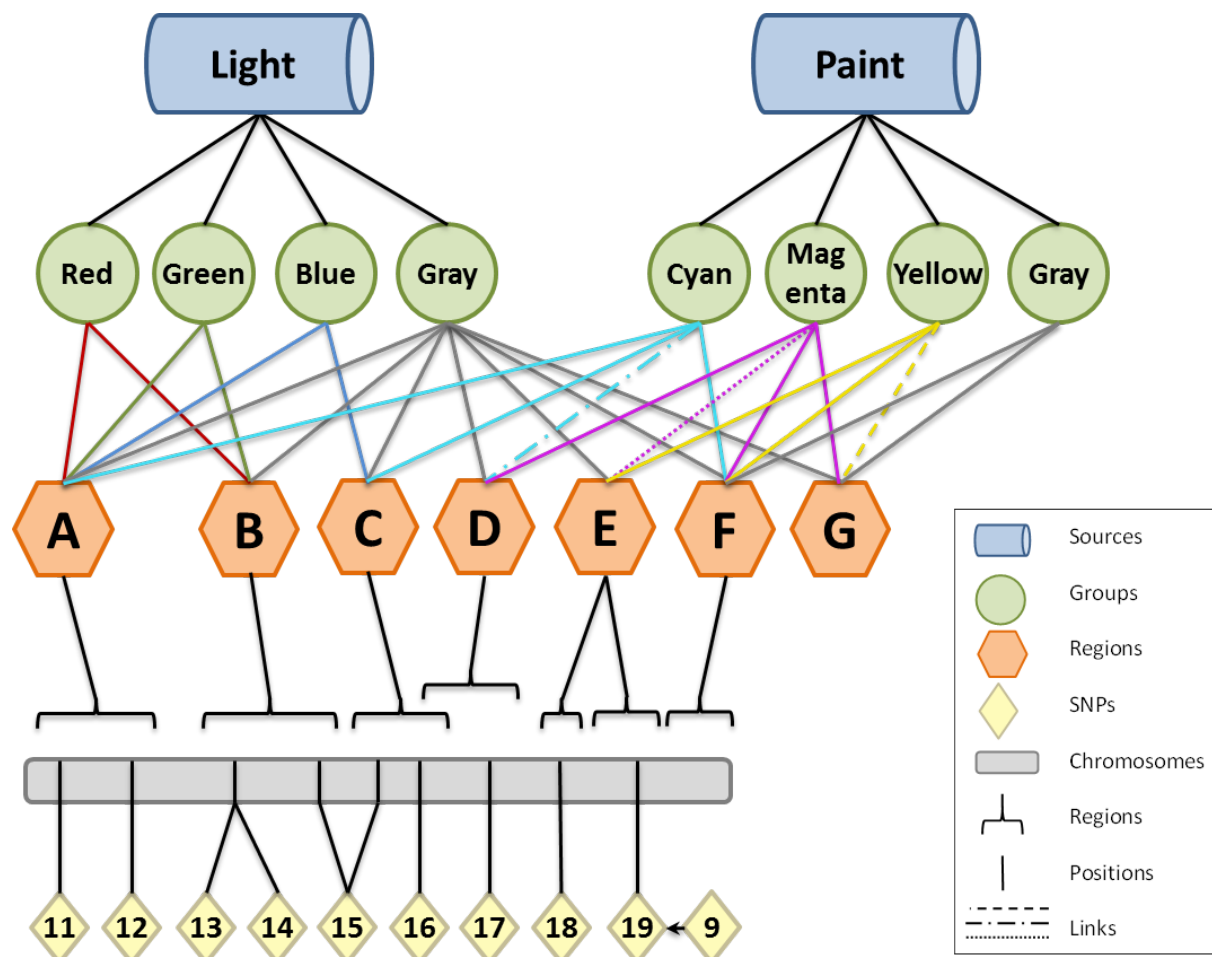 Light
Paint
Red
Green
Blue
Gray
Cyan
Mag
enta
Yellow
Gray
A
B
C
D
E
F
G
Sources
Groups
Regions
SNPs
Chromosomes
Regions
Positions
Links
11
12
13
14
15
16
17
18
19
9